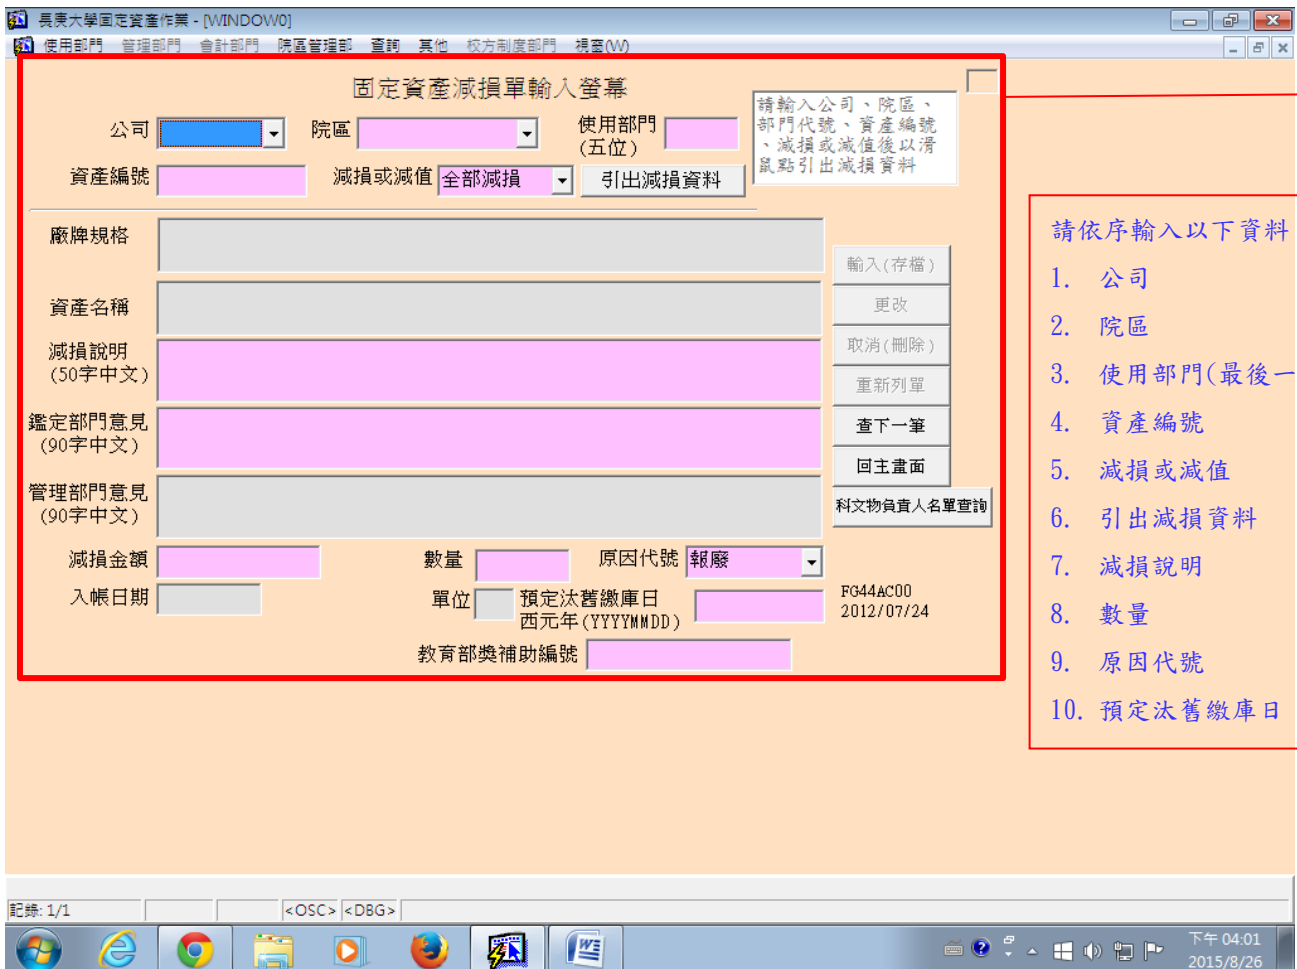 長庚大學固定資產作業 - [WINDOW0]
使用部門 管理部門 會計部門 院區管理部 查詢 其他 校方制度部門 視窗(W)
固定資產減損單輸入螢幕
請輸入公司、院區、
部門代號、資產編號
、減損或減值後以滑
鼠點引出減損資料
公司 院區 使用部門
(五位)
資產編號 減損或減值 全部減損 引出減損資料
廠牌規格
資產名稱
減損說明
(50字中文)
鑑定部門意見
(90字中文)
管理部門意見
(90字中文)
輸入(存檔)
更改
取消(刪除)
重新列單
查下一筆
回主畫面
科文物負責人名單查詢
減損金額 數量 原因代號 報廢
入帳日期 單位 預定汰舊繳庫日
西元年(YYYYMMDD)
FG44AC00
2012/07/24
教育部獎補助編號
請依序輸入以下資料
1. 公司
2. 院區
3. 使用部門(最後一
4. 資產編號
5. 減損或減值
6. 引出減損資料
7. 減損說明
8. 數量
9. 原因代號
10. 預定汰舊繳庫日
記錄: 1/1 <OSC> <DBG>
下午 04:01
2015/8/26